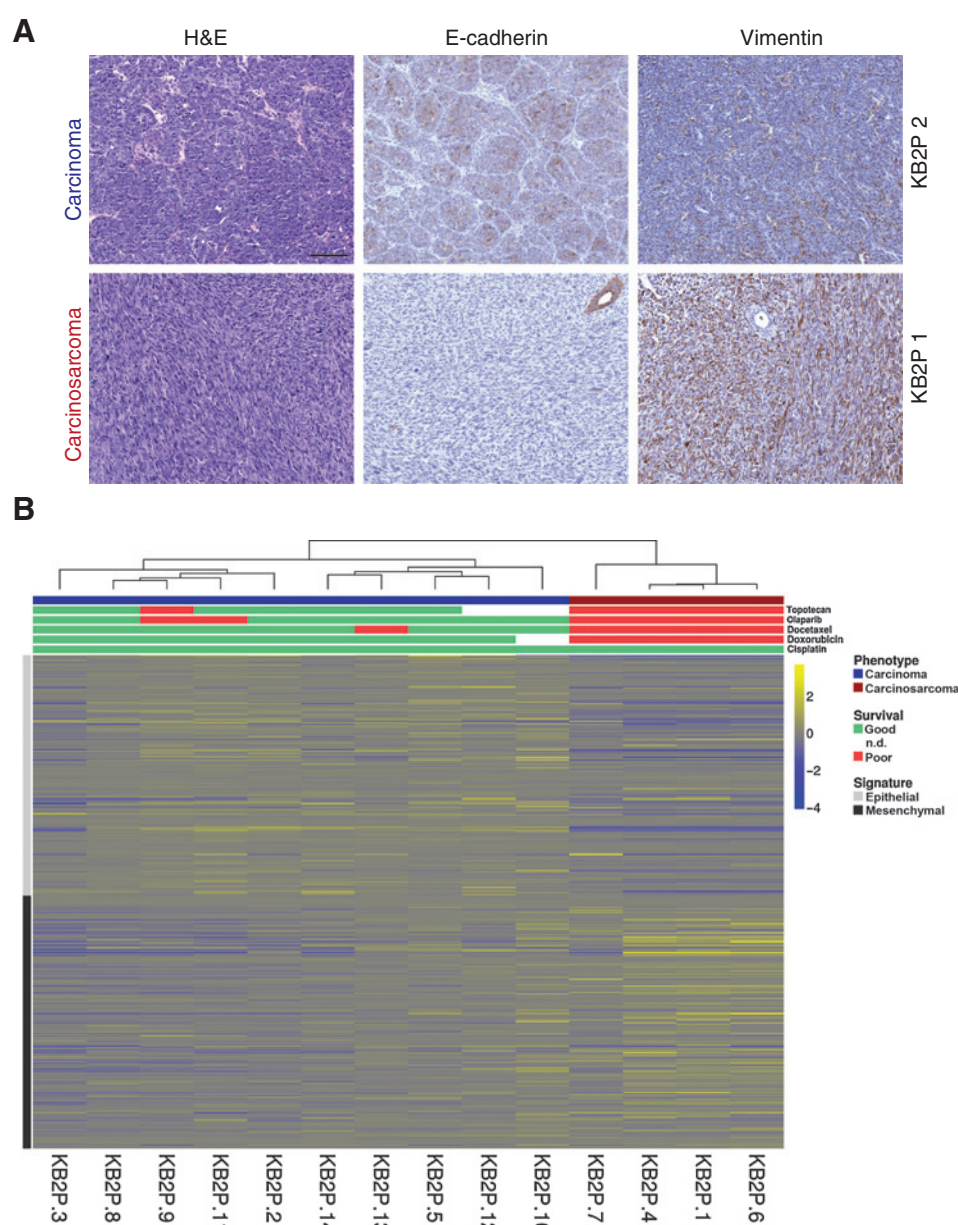 A
H&E
E-cadherin
Vimentin
Carcinoma
KB2P 2
Carcinosarcoma
KB2P 1
B
Topotecan
Olaparib
Docetaxel
Doxorubicin
Cisplatin
2
0
−2
−4
Phenotype
Carcinoma
Carcinosarcoma
Survival
Good
n.d.
Poor
Signature
Epithelial
Mesenchymal
KB2P.3
KB2P.8
KB2P.9
KB2P.2
KB2P.5
KB2P.7
KB2P.4
KB2P.1
KB2P.6